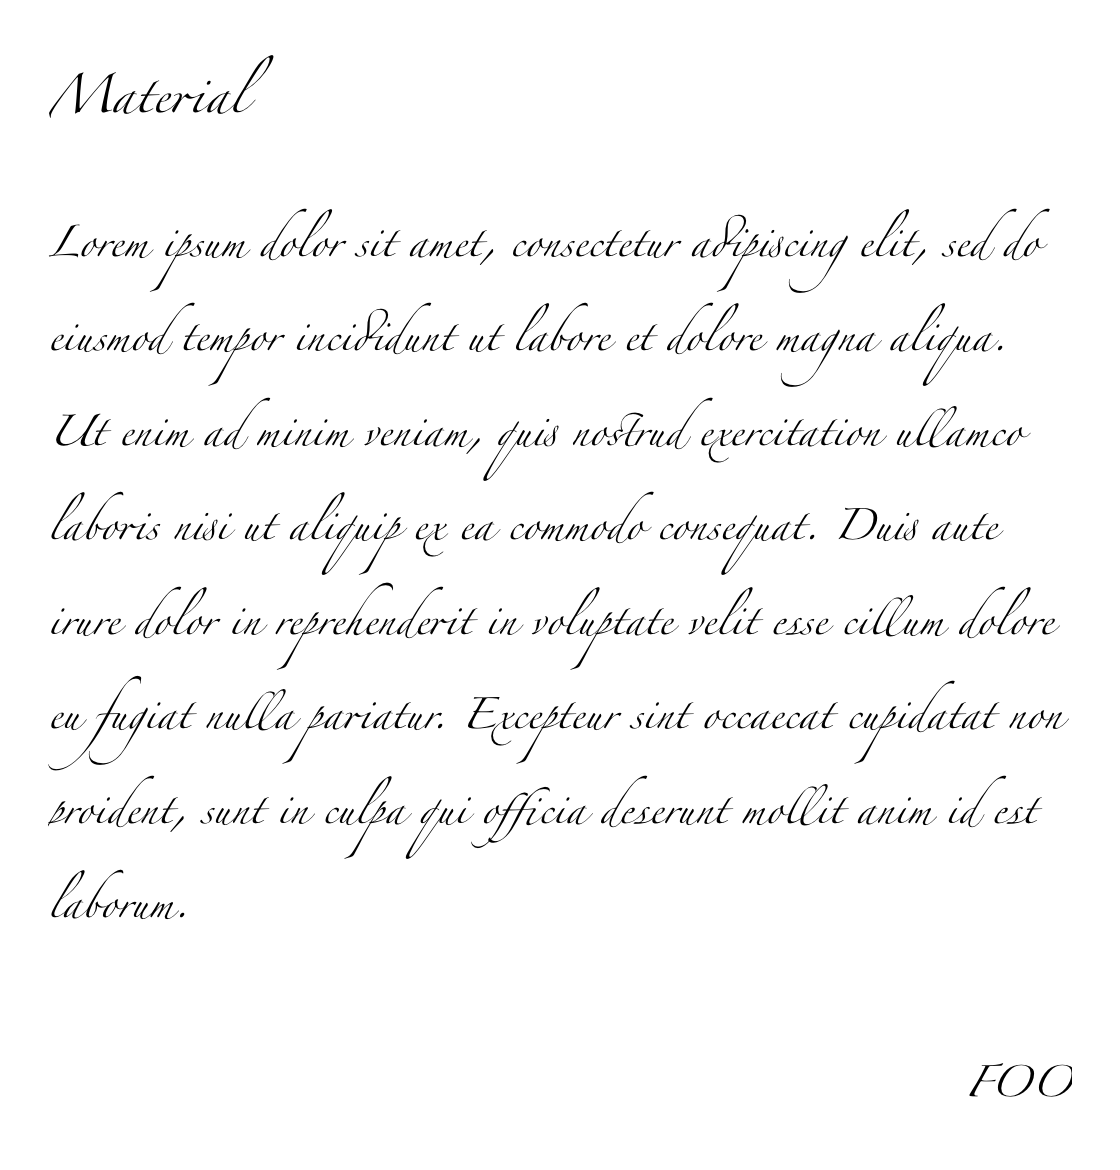 Material
Lorem ipsum dolor sit amet, consectetur adipiscing elit, sed do
eiusmod tempor incididunt ut labore et dolore magna aliqua.
Ut enim ad minim veniam, quis nostrud exercitation ullamco
laboris nisi ut aliquip ex ea commodo consequat. Duis aute
irure dolor in reprehenderit in voluptate velit esse cillum dolore
eu fugiat nulla pariatur. Excepteur sint occaecat cupidatat non
proident, sunt in culpa qui officia deserunt mollit anim id est
laborum.
FOO